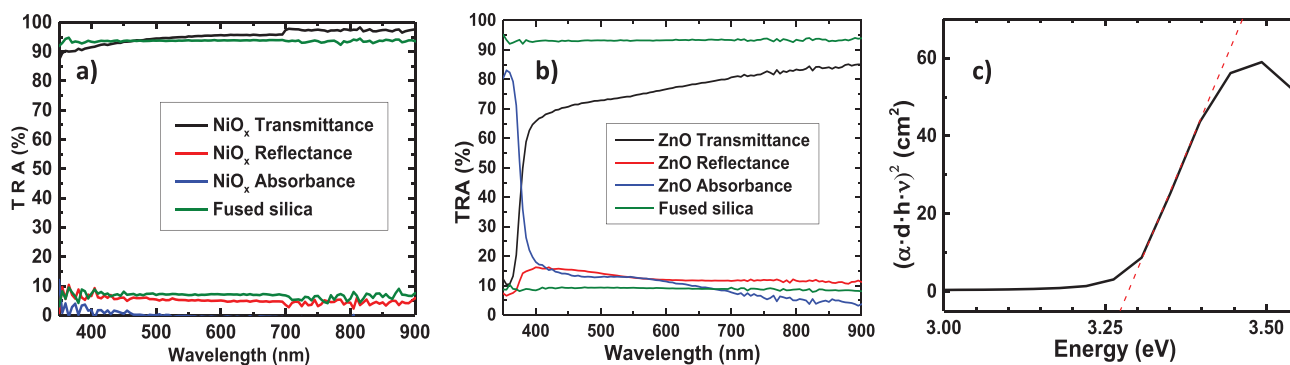 100
90
80
70
60
50
40
30
20
10
0
T R A (%)
a)
NiOx Transmittance
NiOx Reflectance
NiOx Absorbance
Fused silica
400 500 600 700 800 900
Wavelength (nm)
100
90
80
70
60
50
40
30
20
10
0
TRA (%)
b)
ZnO Transmittance
ZnO Reflectance
ZnO Absorbance
Fused silica
400 500 600 700 800 900
Wavelength (nm)
60
40
20
0
(α·d·h·ν)² (cm²)
c)
3.00 3.25 3.50
Energy (eV)